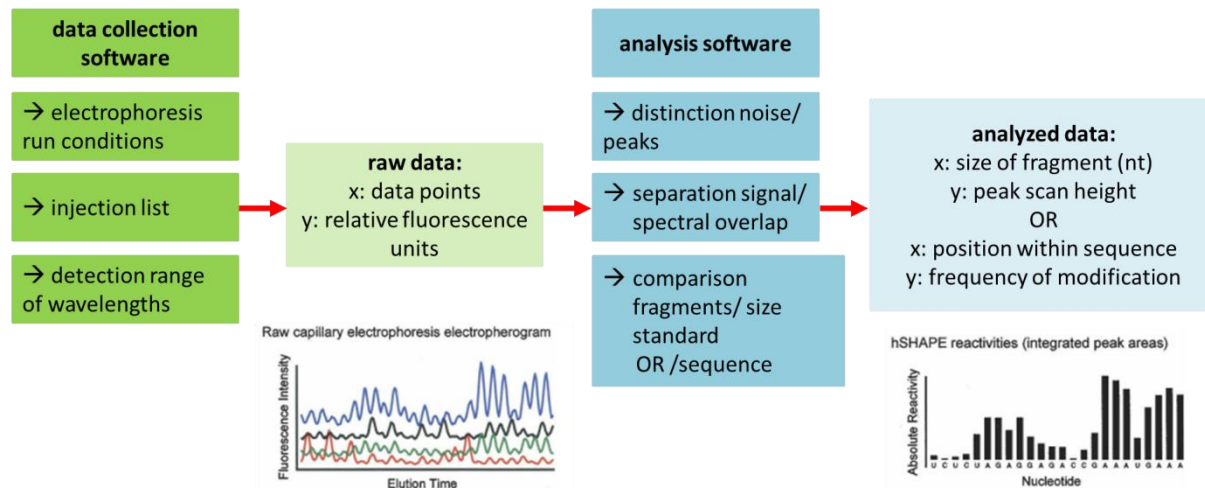 data collection
software
→ electrophoresis
run conditions
→ injection list
→ detection range
of wavelengths
raw data:
x: data points
y: relative fluorescence
units
Raw capillary electrophoresis electropherogram
Fluorescence Intensity
Elution Time
analysis software
→ distinction noise/
peaks
→ separation signal/
spectral overlap
→ comparison
fragments/ size
standard
OR /sequence
analyzed data:
x: size of fragment (nt)
y: peak scan height
OR
x: position within sequence
y: frequency of modification
hSHAPE reactivities (integrated peak areas)
Absolute Reactivity
U C U C U A G A G G A G A C C G A A A U G A A A
Nucleotide